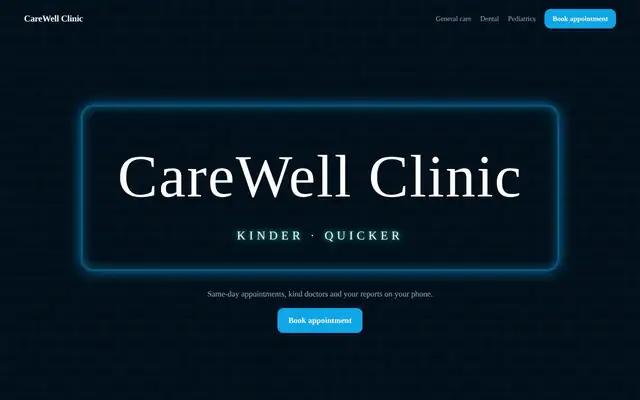 CareWell Clinic
General care
Dental
Pediatrics
Book appointment
CareWell Clinic
KINDER · QUICKER
Same-day appointments, kind doctors and your reports on your phone.
Book appointment